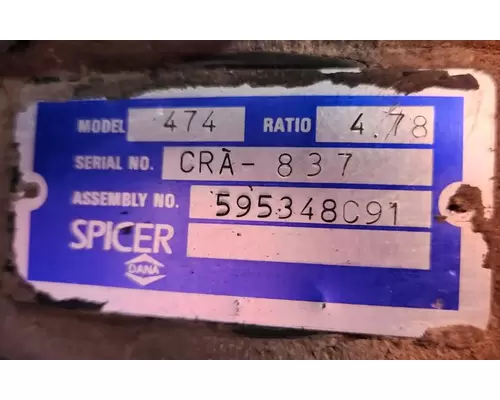 MODEL 474 RATIO 4.78
SERIAL NO. CRA- 837
ASSEMBLY NO. 595348C91
SPICER
DANA